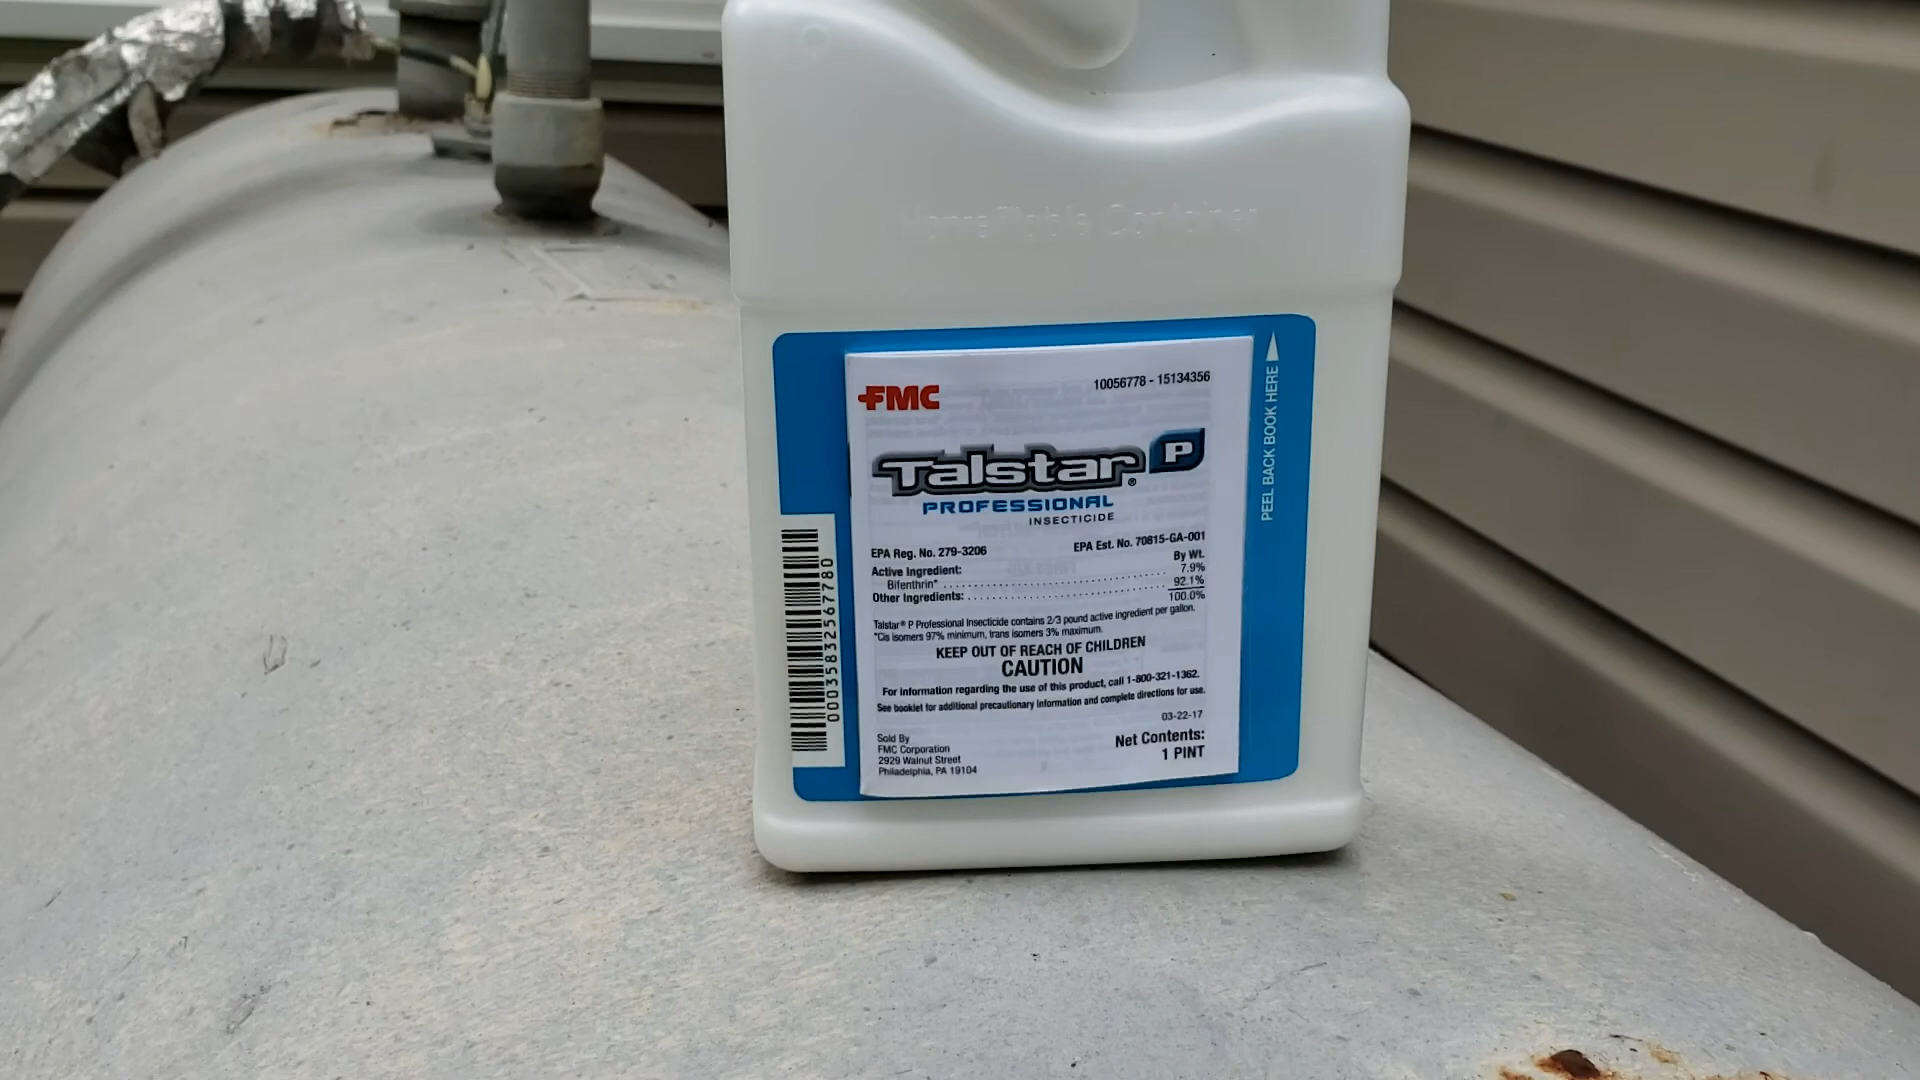 Container
FMC
10056778 - 15134356
Talstar® P
PROFESSIONAL
INSECTICIDE
EPA Reg. No. 279-3206
EPA Est. No. 70815-GA-001
Active Ingredient:
By Wt.
Bifenthrin* 7.9%
Other Ingredients: 92.1%
100.0%
Talstar® P Professional Insecticide contains 2/3 pound active ingredient per gallon.
*Cis isomers 97% minimum, trans isomers 3% maximum.
KEEP OUT OF REACH OF CHILDREN
CAUTION
For information regarding the use of this product, call 1-800-321-1362.
See booklet for additional precautionary information and complete directions for use.
03-22-17
Sold By
FMC Corporation
2929 Walnut Street
Philadelphia, PA 19104
Net Contents:
1 PINT
PEEL BACK BOOK HERE
000358325677​80